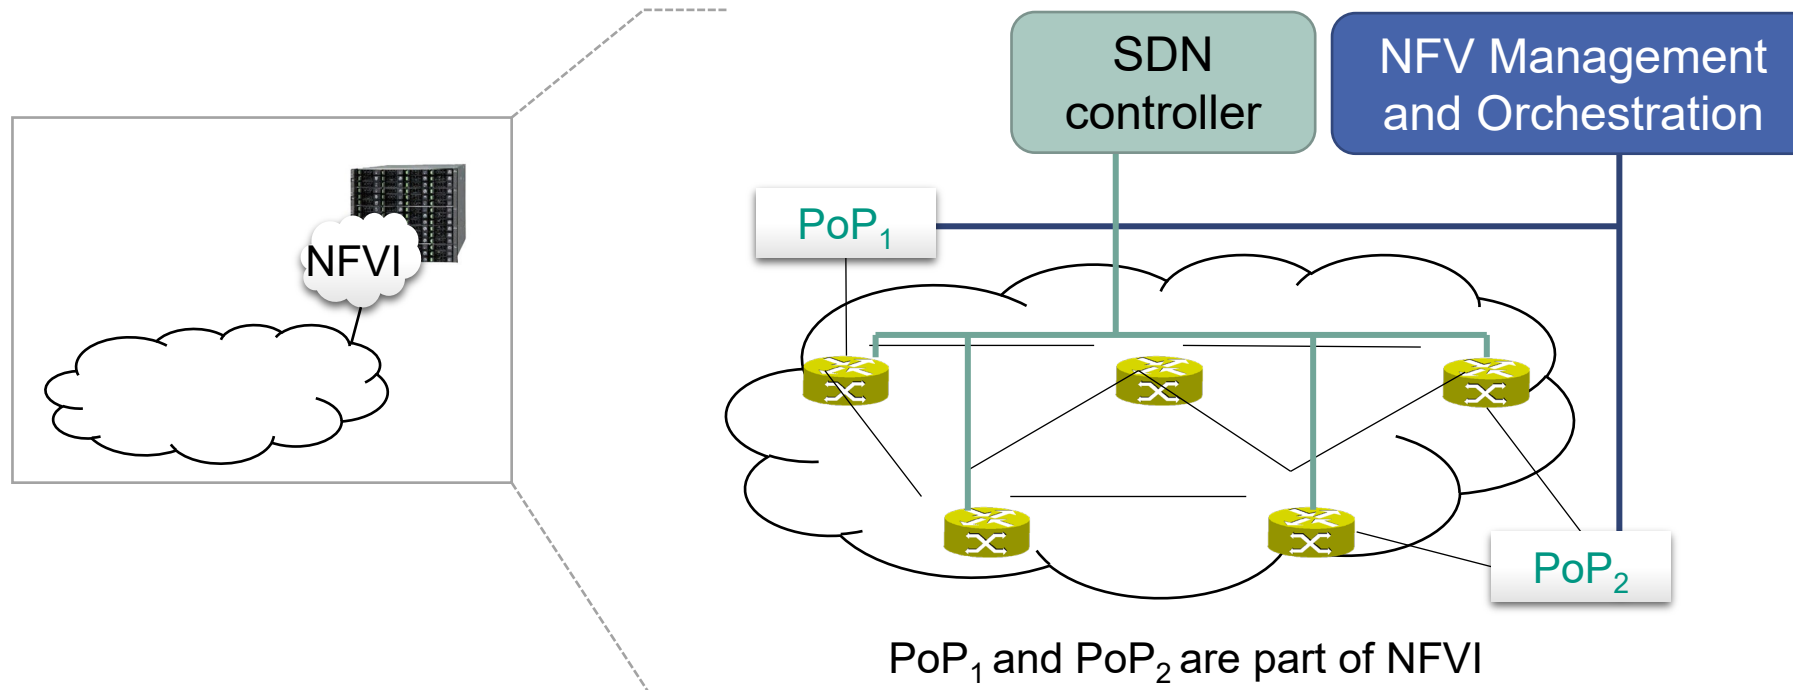 SDN
controller
NFV Management
and Orchestration
PoP₁
NFVI
PoP₂
PoP₁ and PoP₂ are part of NFVI